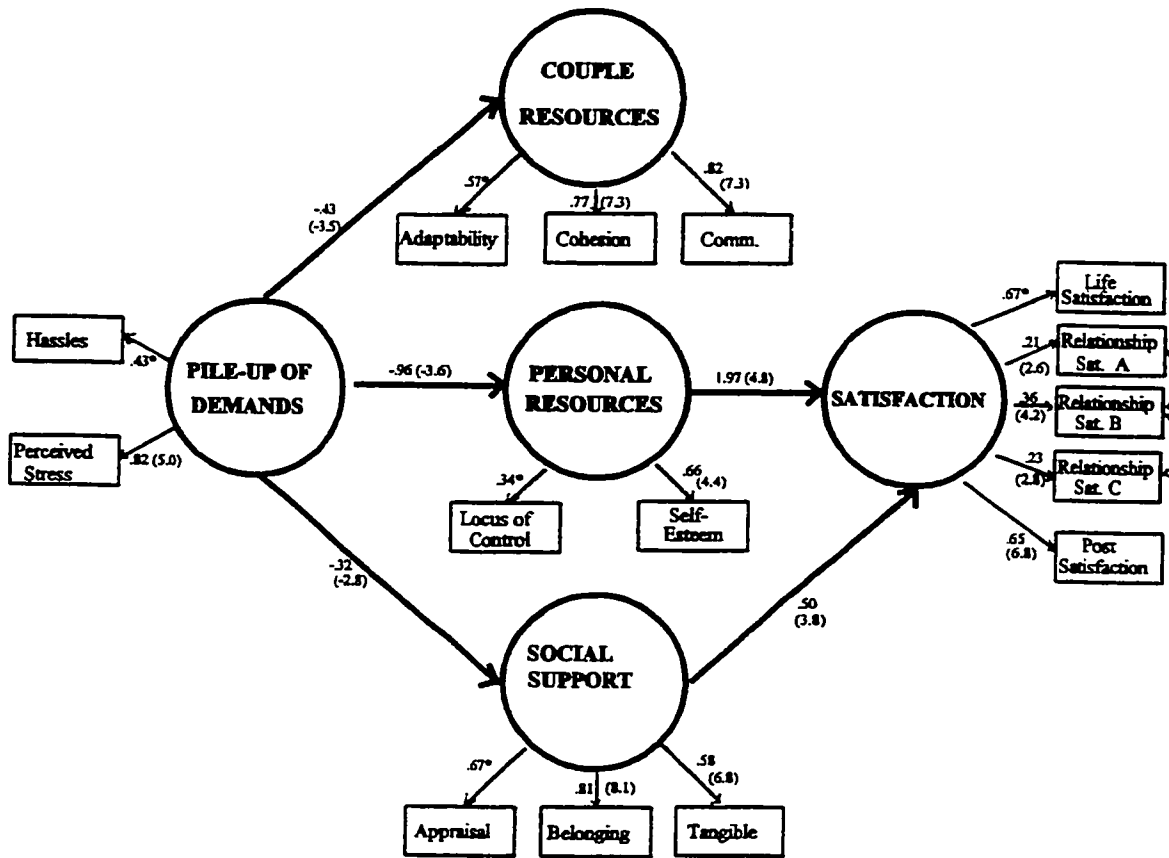 COUPLE
RESOURCES
.57*
.77 (7.3)
.82
(7.3)
Adaptability
Cohesion
Comm.
-.43
(-3.5)
Hassles
.43*
PILE-UP OF
DEMANDS
Perceived
Stress
.82 (5.0)
-.96 (-3.6)
PERSONAL
RESOURCES
1.97 (4.8)
.34*
.66
(4.4)
Locus of
Control
Self-
Esteem
SATISFACTION
.67*
Life
Satisfaction
.21
(2.6)
Relationship
Sat. A
.36
(4.2)
Relationship
Sat. B
.23
(2.8)
Relationship
Sat. C
.65
(6.8)
Post
Satisfaction
-.32
(-2.8)
SOCIAL
SUPPORT
.50
(3.8)
.67*
.81 (8.1)
.58
(6.8)
Appraisal
Belonging
Tangible